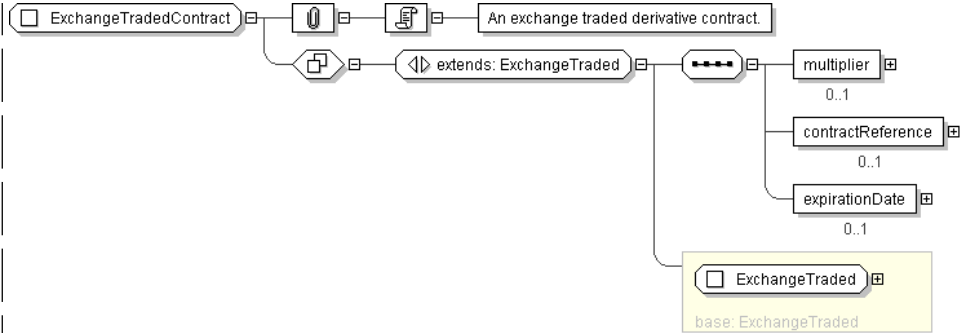 ExchangeTradedContract
An exchange traded derivative contract.
extends: ExchangeTraded
multiplier
0..1
contractReference
0..1
expirationDate
0..1
ExchangeTraded
base: ExchangeTraded